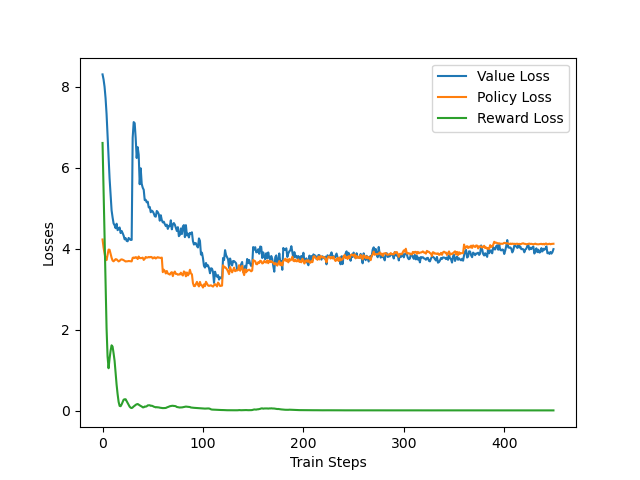 Value Loss
Policy Loss
Reward Loss
8
6
4
2
0
Losses
0 100 200 300 400
Train Steps